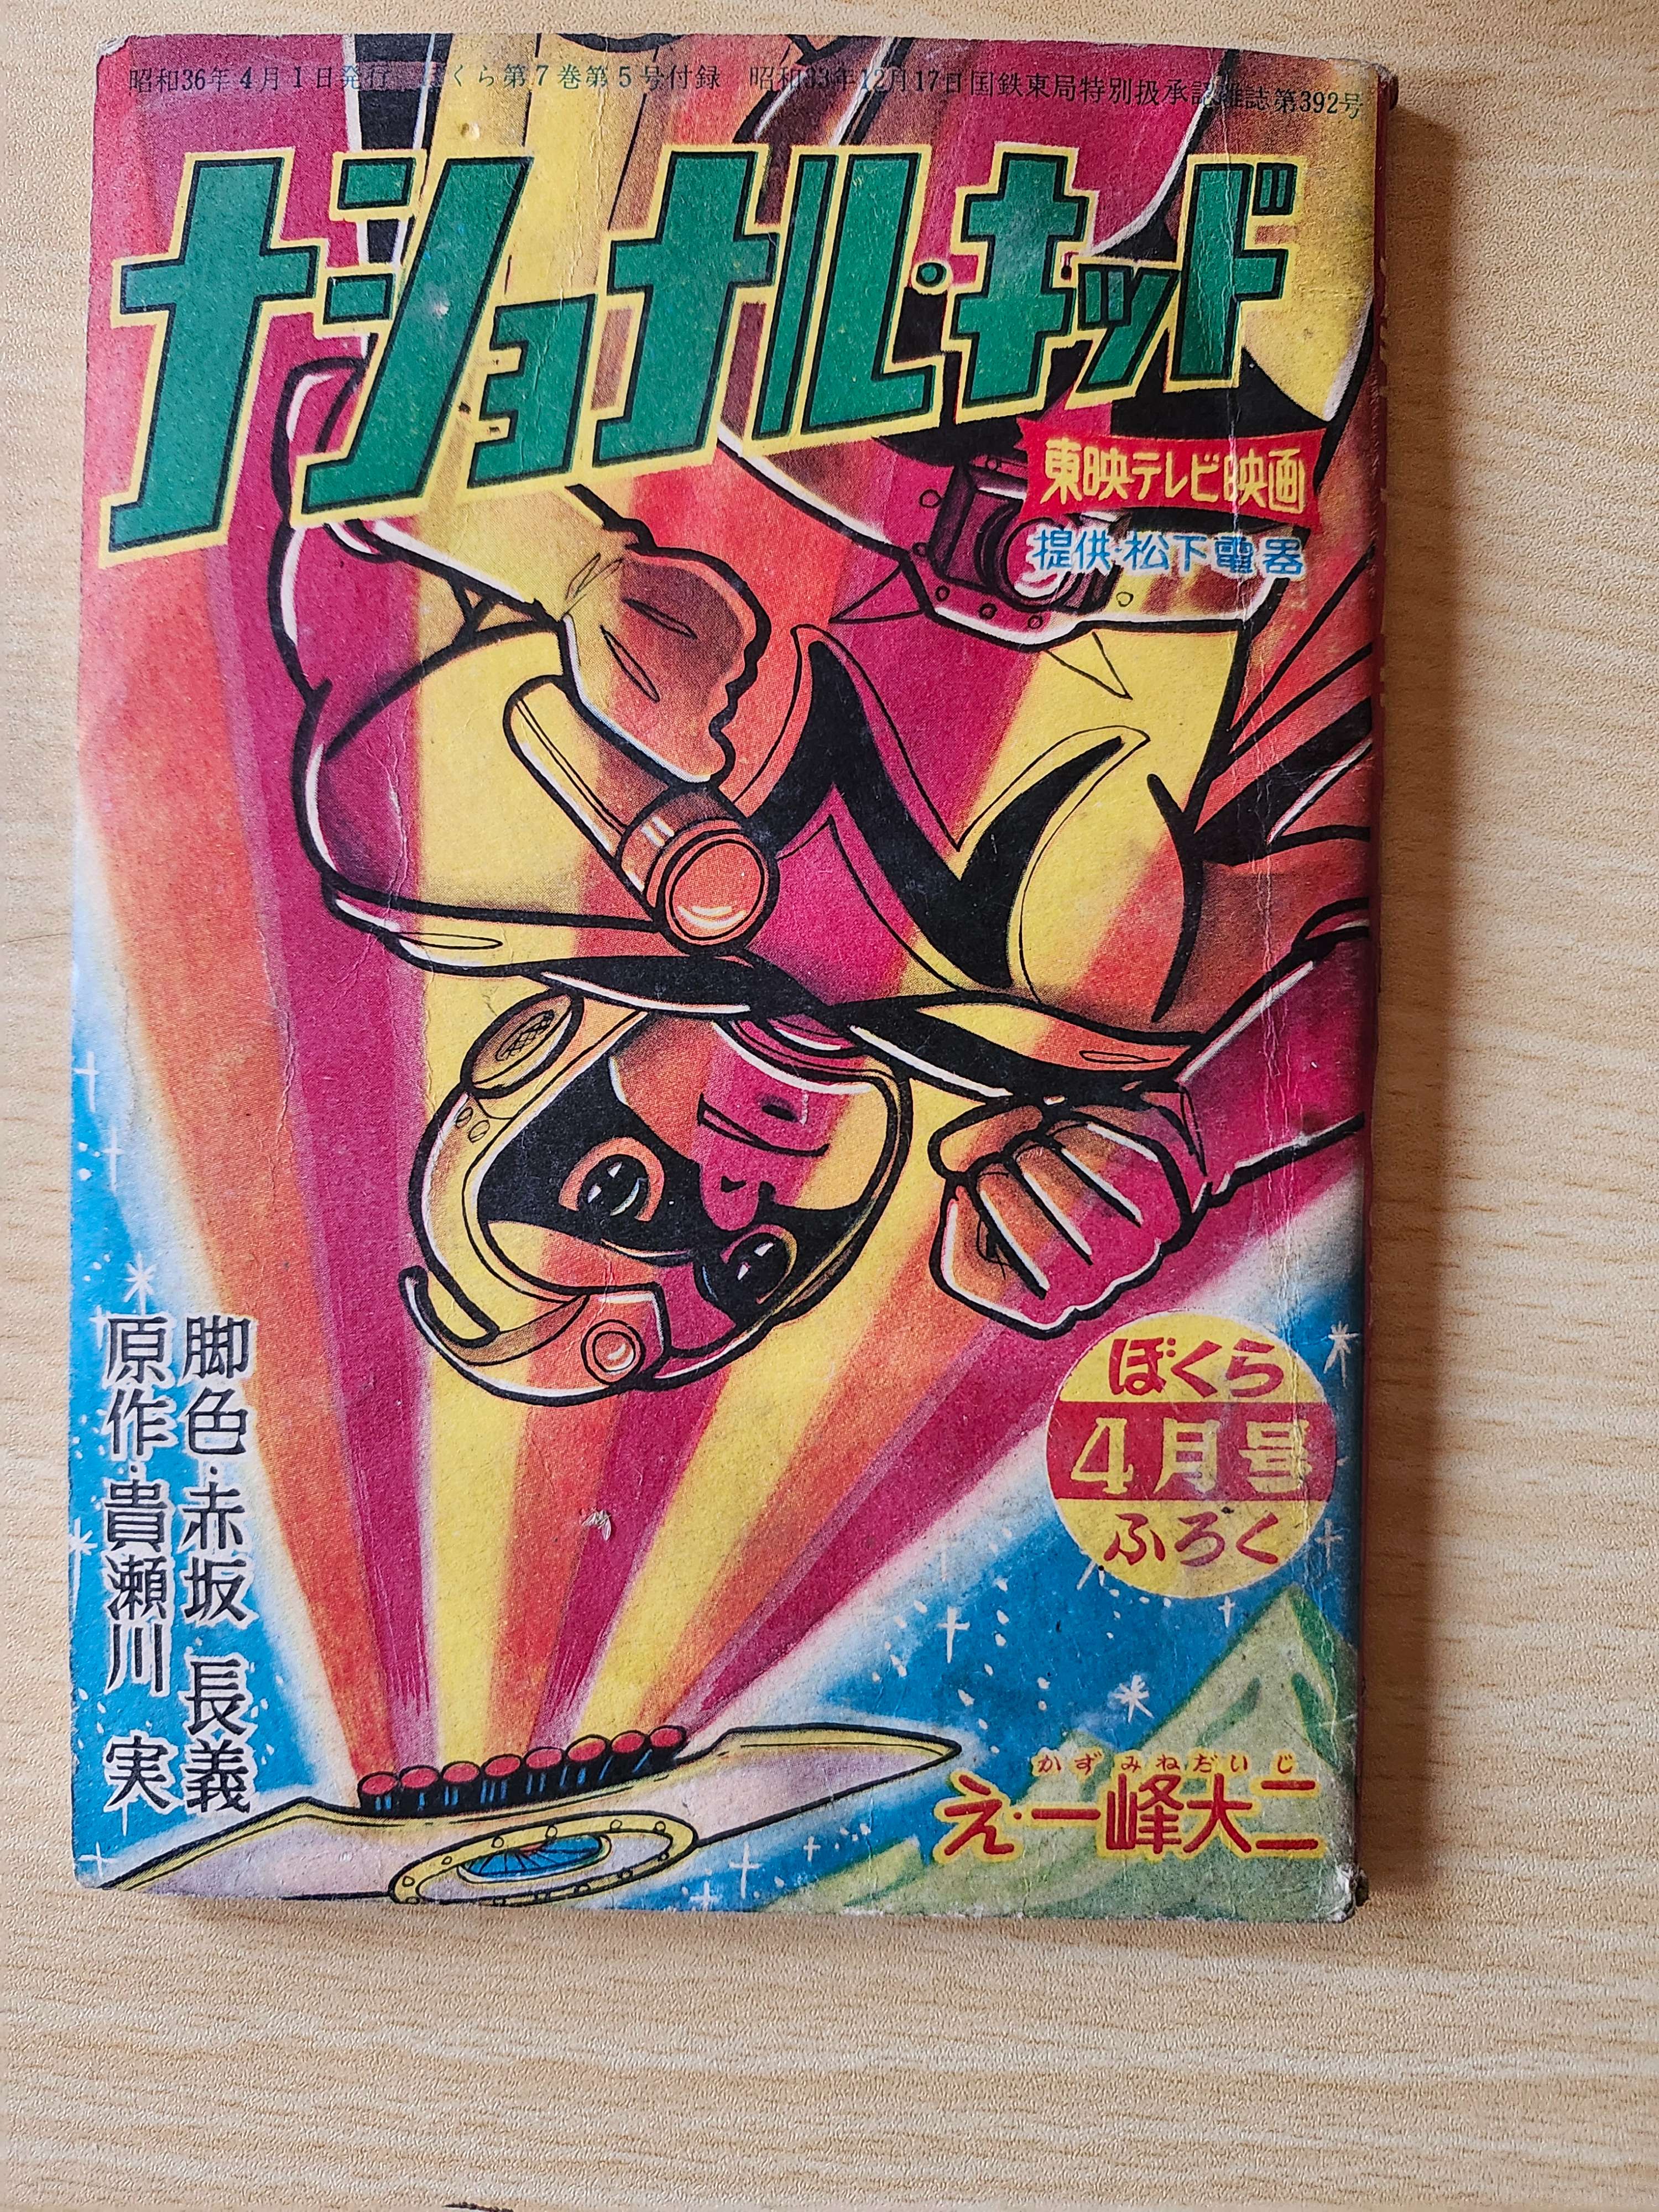 昭和36年4月1日発行 ぼくら第7巻第5号付録 昭和33年12月17日国鉄東局特別扱承認雑誌第392号
ナショナル・キッド
東映テレビ映画
提供・松下電器
脚色・赤坂 長義
原作・貴瀬川 実
ぼくら
4月号
ふろく
かずみねだいじ
え・一峰大二